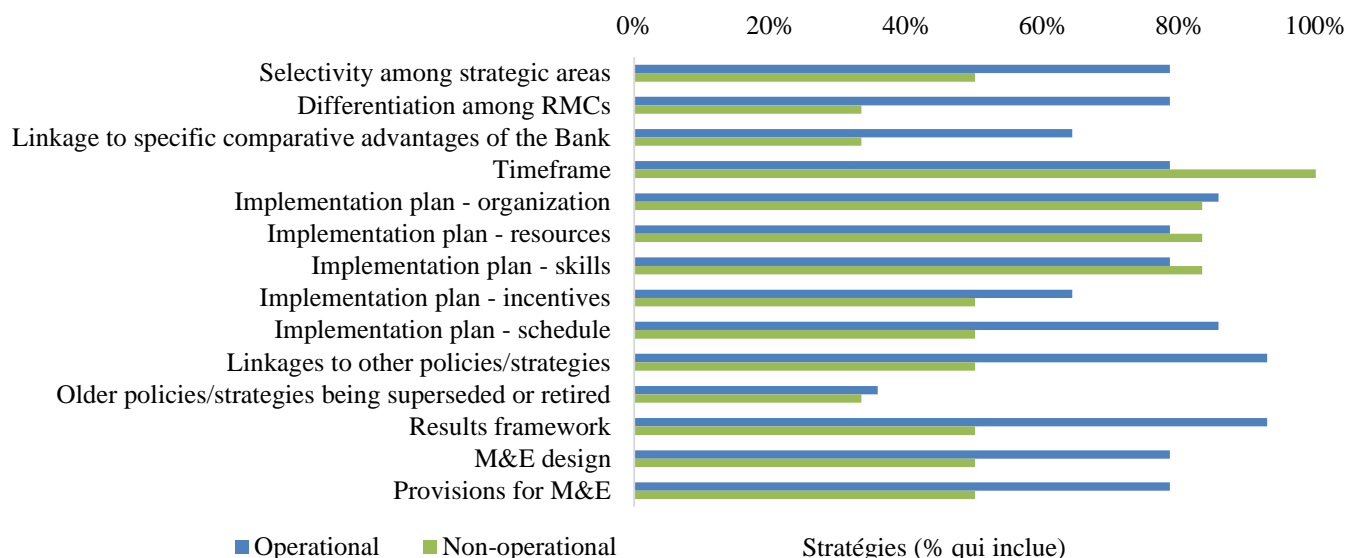 0% 20% 40% 60% 80% 100%
Selectivity among strategic areas
Differentiation among RMCs
Linkage to specific comparative advantages of the Bank
Timeframe
Implementation plan - organization
Implementation plan - resources
Implementation plan - skills
Implementation plan - incentives
Implementation plan - schedule
Linkages to other policies/strategies
Older policies/strategies being superseded or retired
Results framework
M&E design
Provisions for M&E
Operational Non-operational Stratégies (% qui inclue)